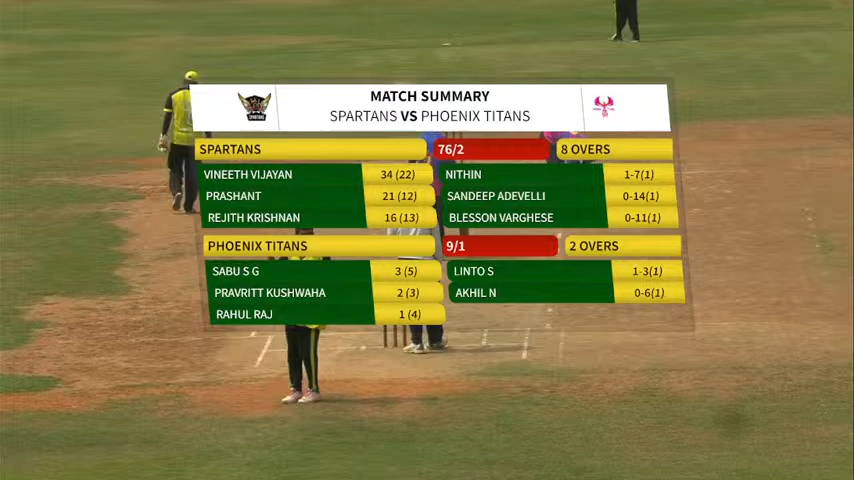 MATCH SUMMARY
SPARTANS VS PHOENIX TITANS
SPARTANS 76/2 8 OVERS
VINEETH VIJAYAN 34 (22) NITHIN 1-7(1)
PRASHANT 21 (12) SANDEEP ADEVELLI 0-14(1)
REJITH KRISHNAN 16 (13) BLESSON VARGHESE 0-11(1)
PHOENIX TITANS 9/1 2 OVERS
SABU S G 3 (5) LINTO S 1-3(1)
PRAVRITT KUSHWAHA 2 (3) AKHIL N 0-6(1)
RAHUL RAJ 1 (4)